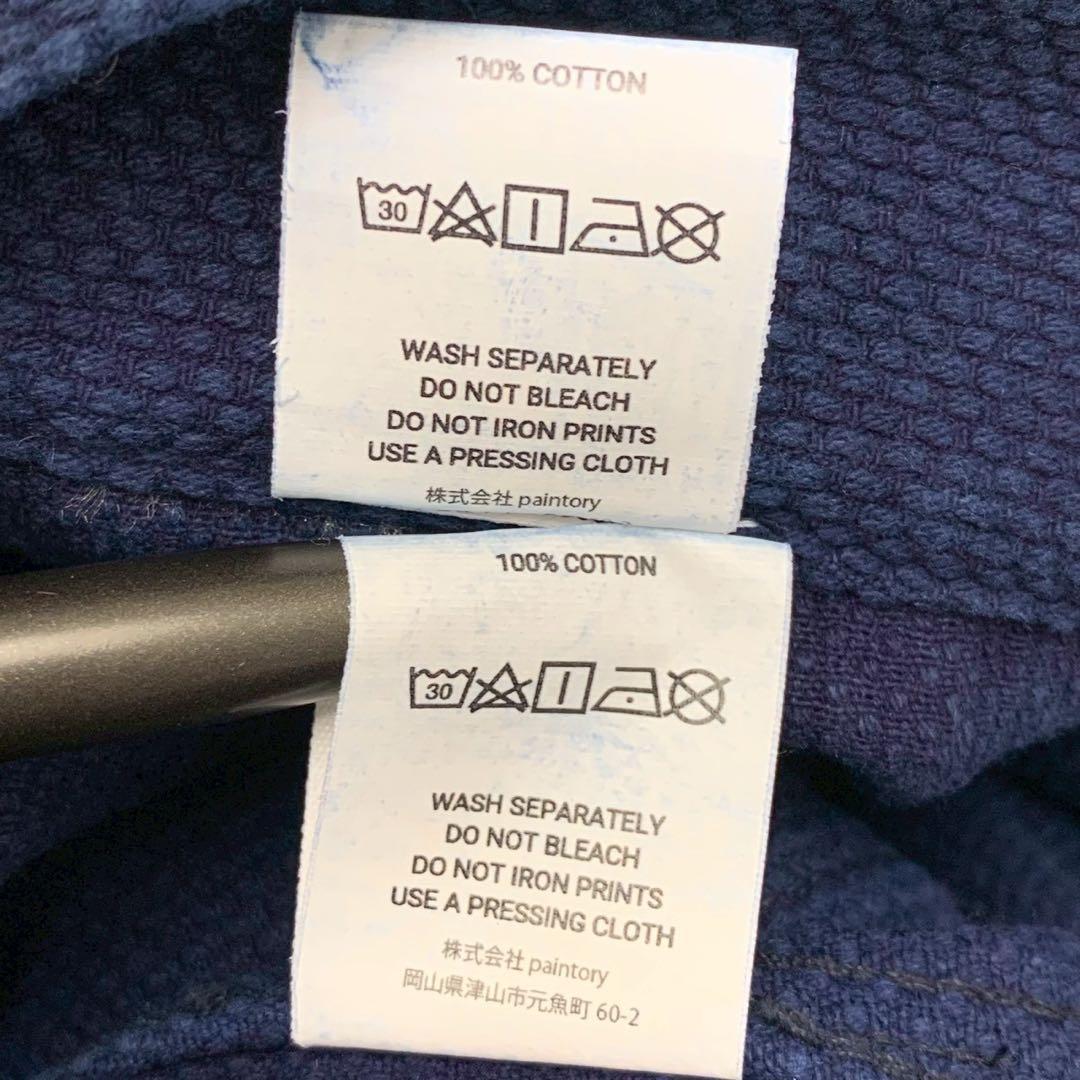 100% COTTON
30
WASH SEPARATELY
DO NOT BLEACH
DO NOT IRON PRINTS
USE A PRESSING CLOTH
株式会社 paintory
100% COTTON
30
WASH SEPARATELY
DO NOT BLEACH
DO NOT IRON PRINTS
USE A PRESSING CLOTH
株式会社 paintory
岡山県津山市元魚町 60-2